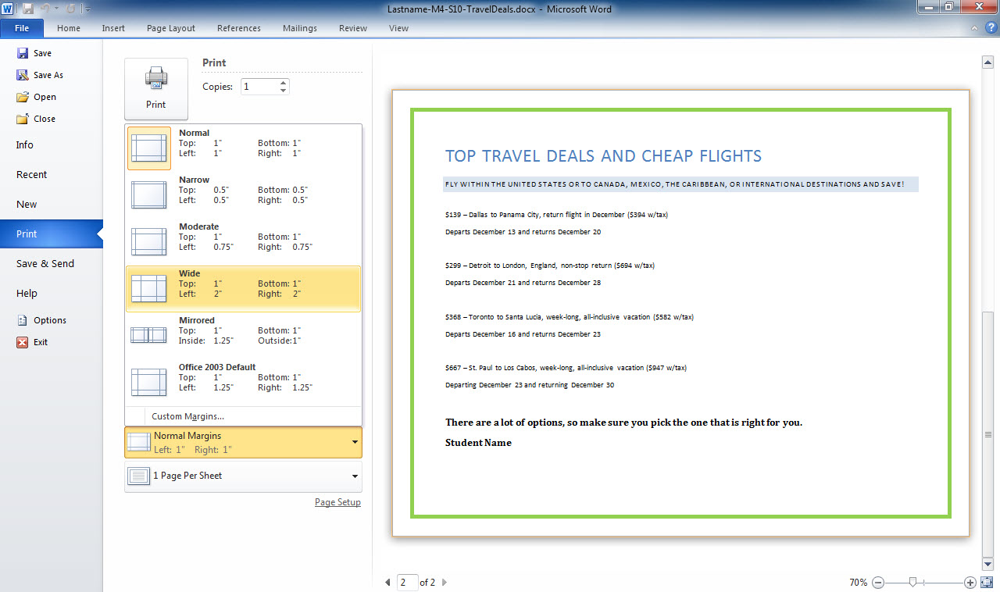 Lastname-M4-S10-TravelDeals.docx - Microsoft Word
File Home Insert Page Layout References Mailings Review View
Save
Save As
Open
Close
Info
Recent
New
Print
Save & Send
Help
Options
Exit
Print
Print
Copies: 1
Normal
Top: 1" Bottom: 1"
Left: 1" Right: 1"
Narrow
Top: 0.5" Bottom: 0.5"
Left: 0.5" Right: 0.5"
Moderate
Top: 1" Bottom: 1"
Left: 0.75" Right: 0.75"
Wide
Top: 1" Bottom: 1"
Left: 2" Right: 2"
Mirrored
Top: 1" Bottom: 1"
Inside: 1.25" Outside: 1"
Office 2003 Default
Top: 1" Bottom: 1"
Left: 1.25" Right: 1.25"
Custom Margins...
Normal Margins
Left: 1" Right: 1"
1 Page Per Sheet
Page Setup
TOP TRAVEL DEALS AND CHEAP FLIGHTS
FLY WITHIN THE UNITED STATES OR TO CANADA, MEXICO, THE CARIBBEAN, OR INTERNATIONAL DESTINATIONS AND SAVE!
$139 – Dallas to Panama City, return flight in December ($394 w/tax)
Departs December 13 and returns December 20
$299 – Detroit to London, England, non-stop return ($694 w/tax)
Departs December 21 and returns December 28
$368 – Toronto to Santa Lucia, week-long, all-inclusive vacation ($582 w/tax)
Departs December 16 and returns December 23
$667 – St. Paul to Los Cabos, week-long, all-inclusive vacation ($947 w/tax)
Departing December 23 and returning December 30
There are a lot of options, so make sure you pick the one that is right for you.
Student Name
2 of 2
70%